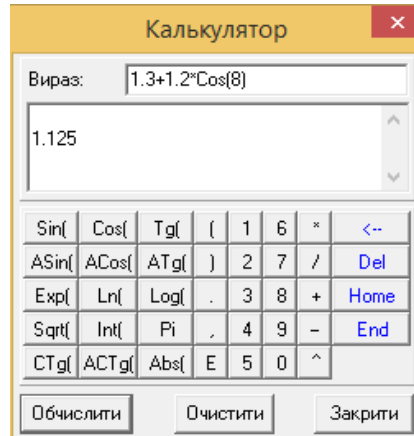 Калькулятор ×
Вираз: 1.3+1.2*Cos(8)
1.125
Sin( Cos( Tg( ( 1 6 * <--
ASin( ACos( ATg( ) 2 7 / Del
Exp( Ln( Log( . 3 8 + Home
Sqrt( Int( Pi , 4 9 − End
CTg( ACTg( Abs( E 5 0 ^
Обчислити Очистити Закрити